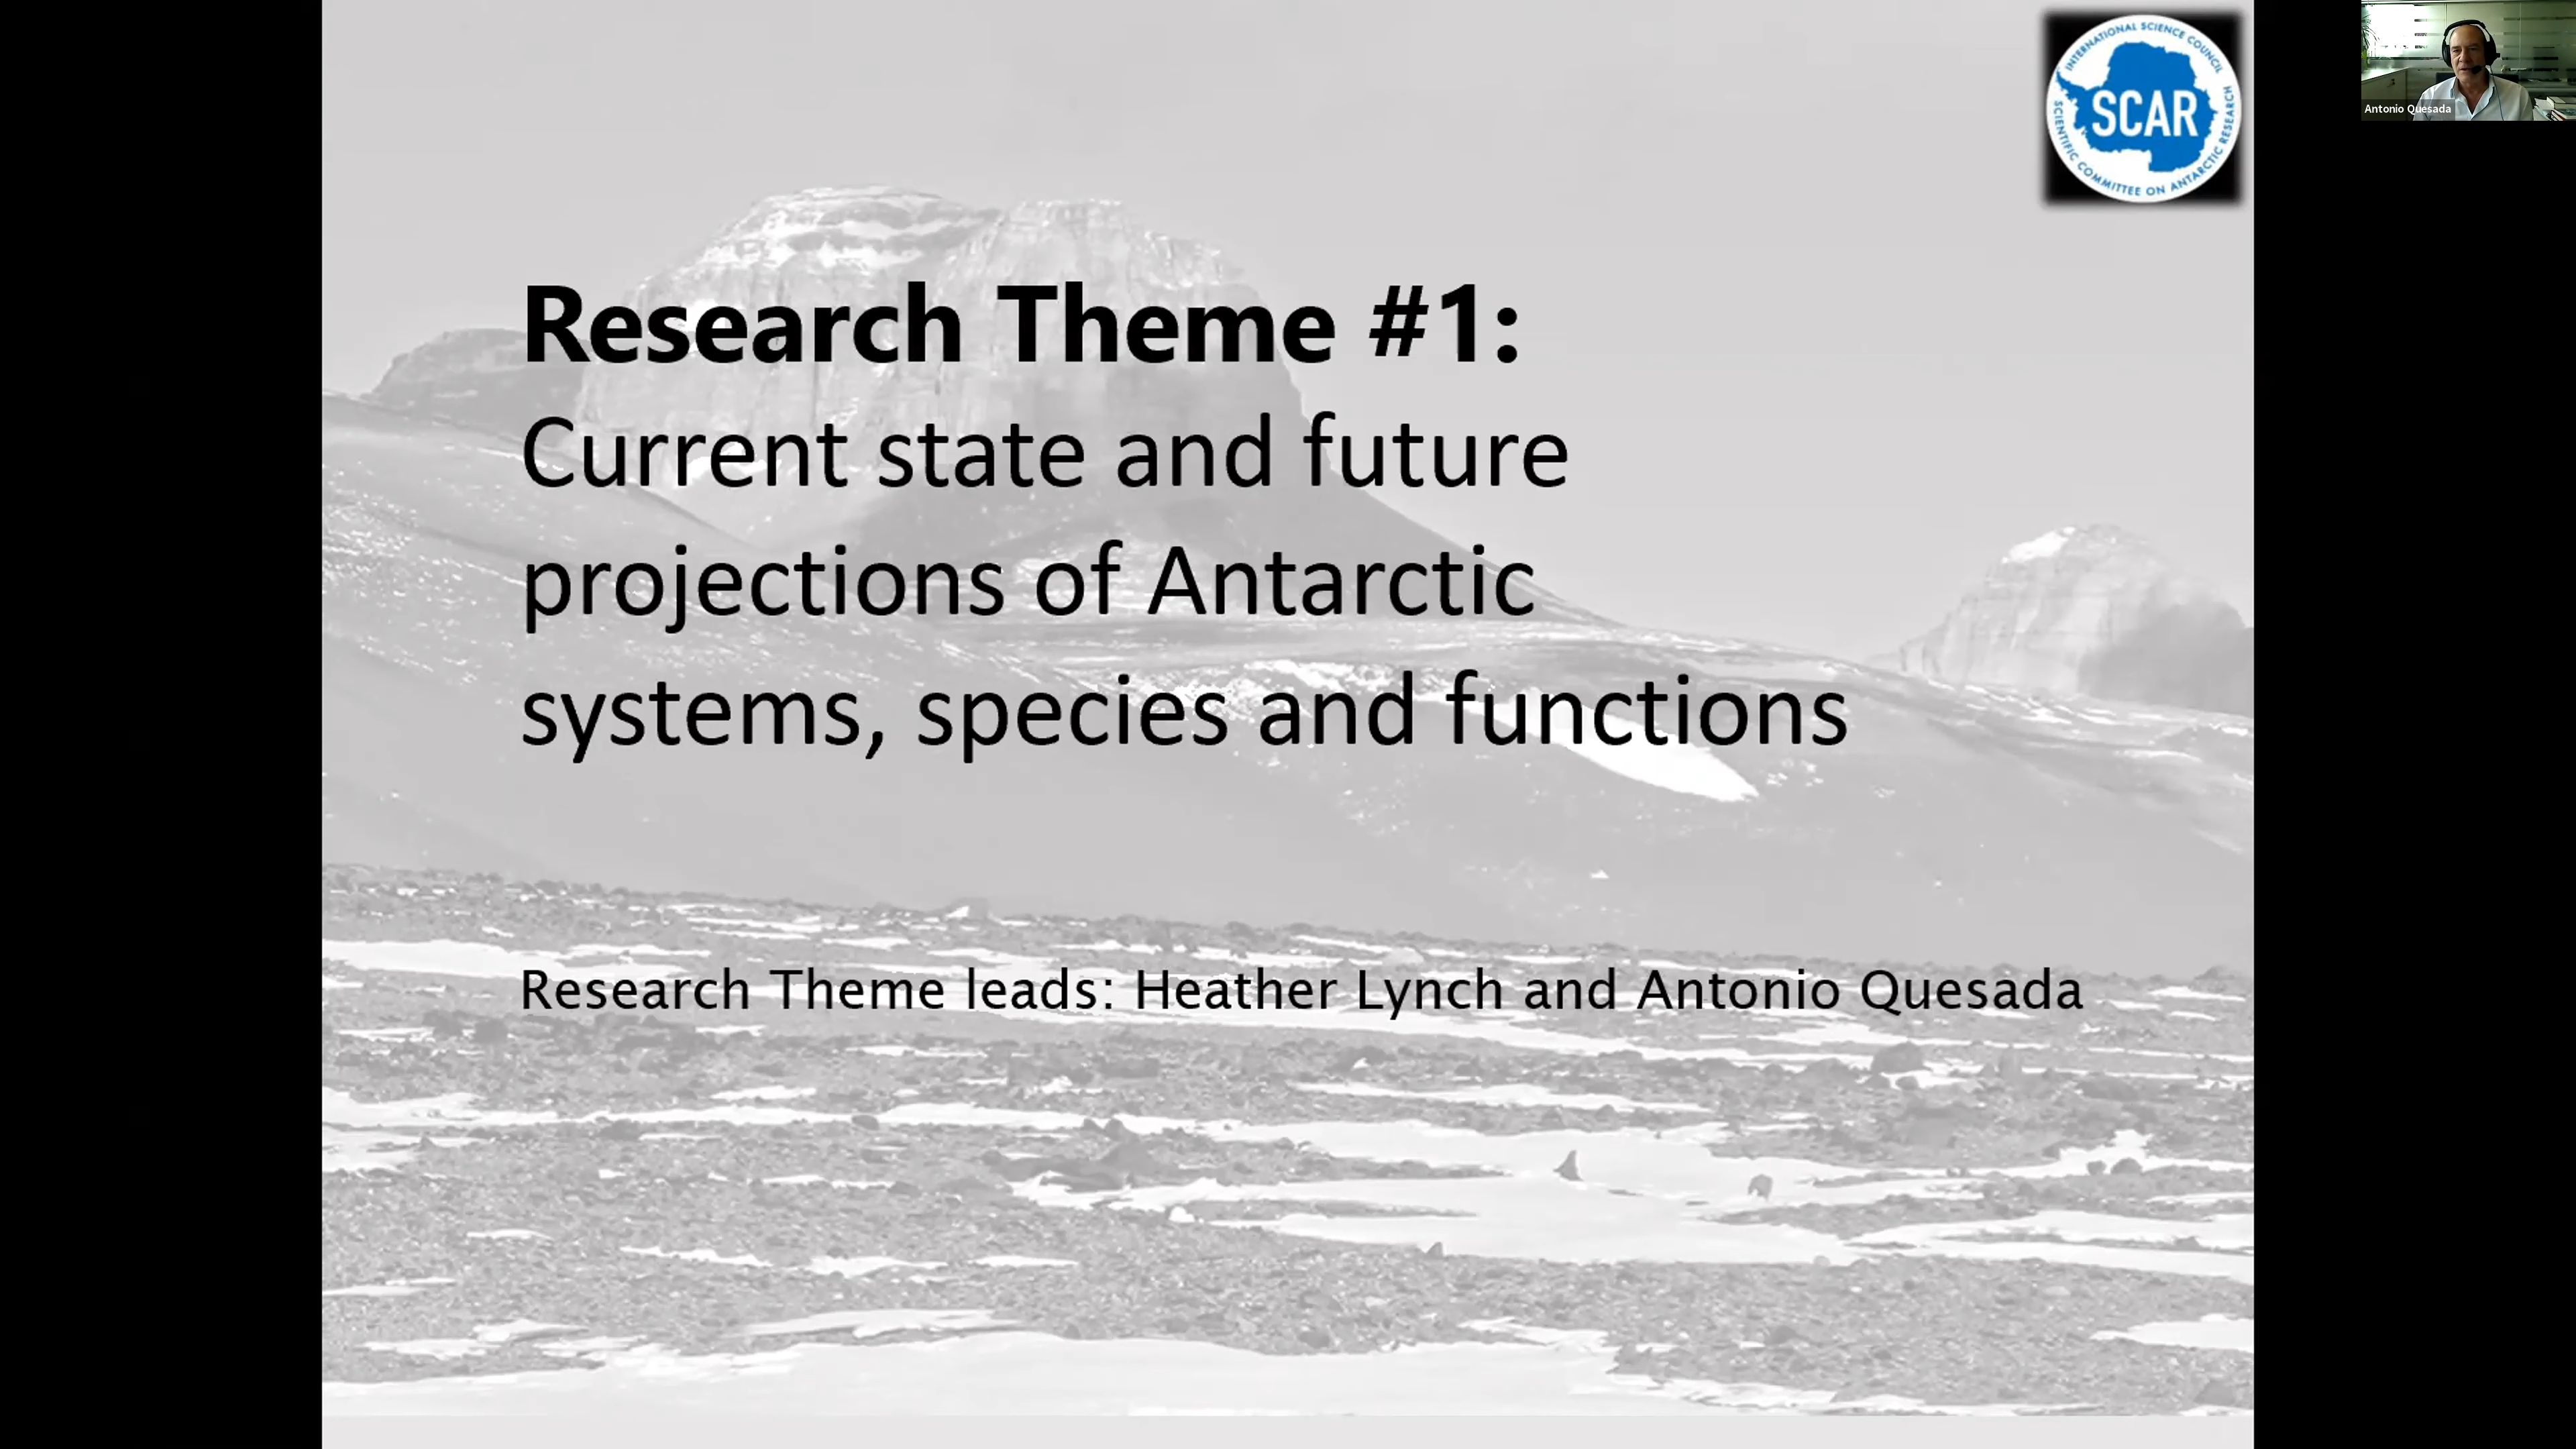 INTERNATIONAL SCIENCE COUNCIL
SCAR
SCIENTIFIC COMMITTEE ON ANTARCTIC RESEARCH
Antonio Quesada
Research Theme #1:
Current state and future
projections of Antarctic
systems, species and functions
Research Theme leads: Heather Lynch and Antonio Quesada